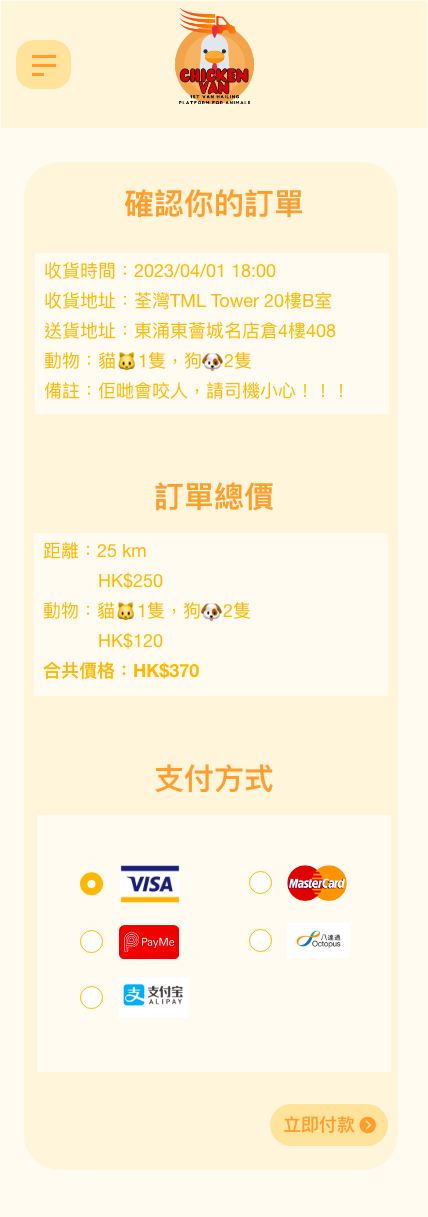 CHICKEN
VAN
1ST VAN HAILING
PLATFORM FOR ANIMALS
確認你的訂單
收貨時間：2023/04/01 18:00
收貨地址：荃灣TML Tower 20樓B室
送貨地址：東涌東薈城名店倉4樓408
動物：貓🐱1隻，狗🐶2隻
備註：佢哋會咬人，請司機小心！！！
訂單總價
距離：25 km
HK$250
動物：貓🐱1隻，狗🐶2隻
HK$120
合共價格：HK$370
支付方式
VISA
MasterCard
PayMe
八達通
Octopus
支 支付宝
ALIPAY
立即付款